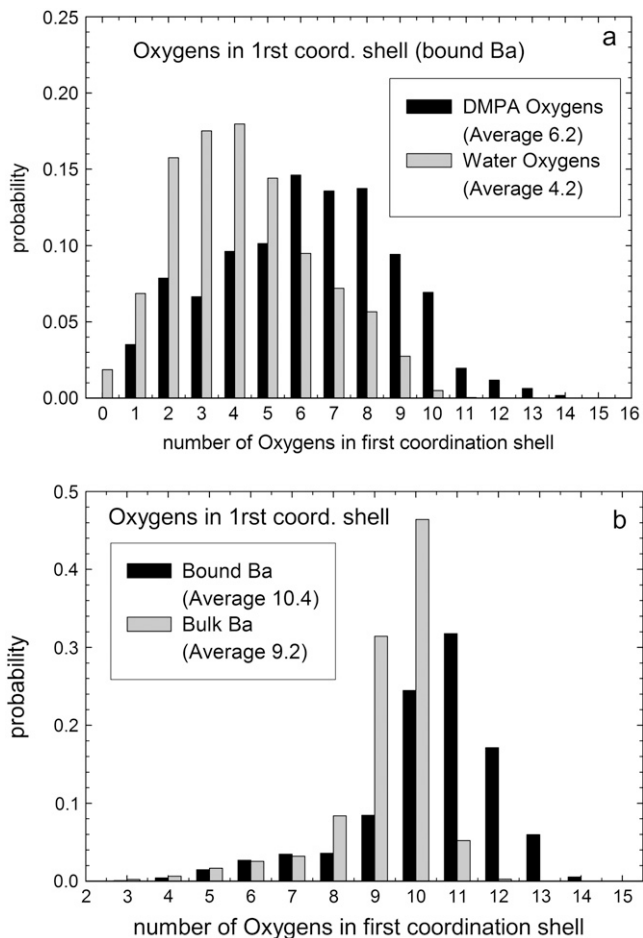 a
Oxygens in 1rst coord. shell (bound Ba)
DMPA Oxygens
(Average 6.2)
Water Oxygens
(Average 4.2)
probability
0.25
0.20
0.15
0.10
0.05
0.00
0 1 2 3 4 5 6 7 8 9 10 11 12 13 14 15 16
number of Oxygens in first coordination shell
b
Oxygens in 1rst coord. shell
Bound Ba
(Average 10.4)
Bulk Ba
(Average 9.2)
probability
0.5
0.4
0.3
0.2
0.1
0.0
2 3 4 5 6 7 8 9 10 11 12 13 14 15
number of Oxygens in first coordination shell